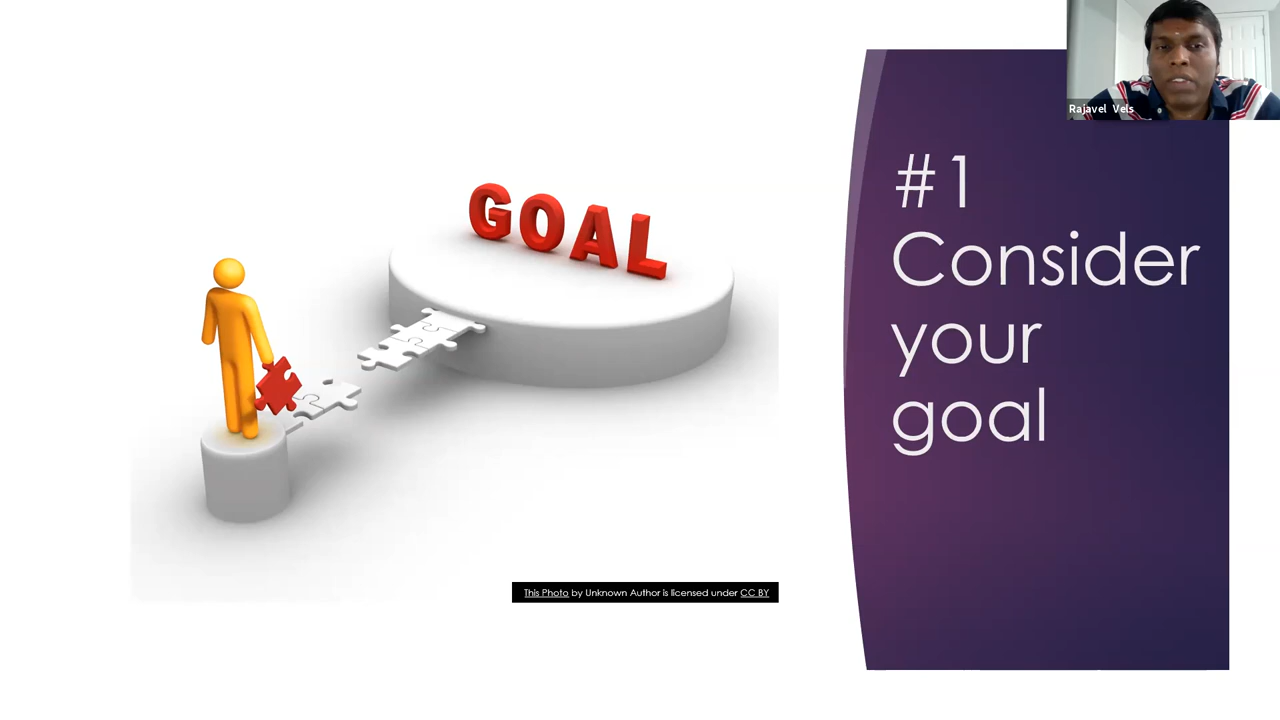 Rajavel Vels
#1
Consider
your
goal
GOAL
This Photo by Unknown Author is licensed under CC BY